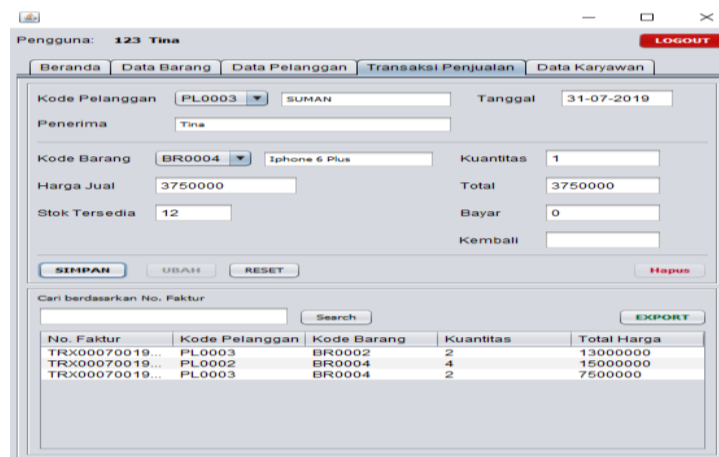 Pengguna: 123 Tina LOGOUT
Beranda Data Barang Data Pelanggan Transaksi Penjualan Data Karyawan
Kode Pelanggan PL0003 SUMAN Tanggal 31-07-2019
Penerima Tina
Kode Barang BR0004 Iphone 6 Plus Kuantitas 1
Harga Jual 3750000 Total 3750000
Stok Tersedia 12 Bayar 0
Kembali
SIMPAN UBAH RESET Hapus
Cari berdasarkan No. Faktur
Search EXPORT
No. Faktur Kode Pelanggan Kode Barang Kuantitas Total Harga
TRX00070019... PL0003 BR0002 2 13000000
TRX00070019... PL0002 BR0004 4 15000000
TRX00070019... PL0003 BR0004 2 7500000